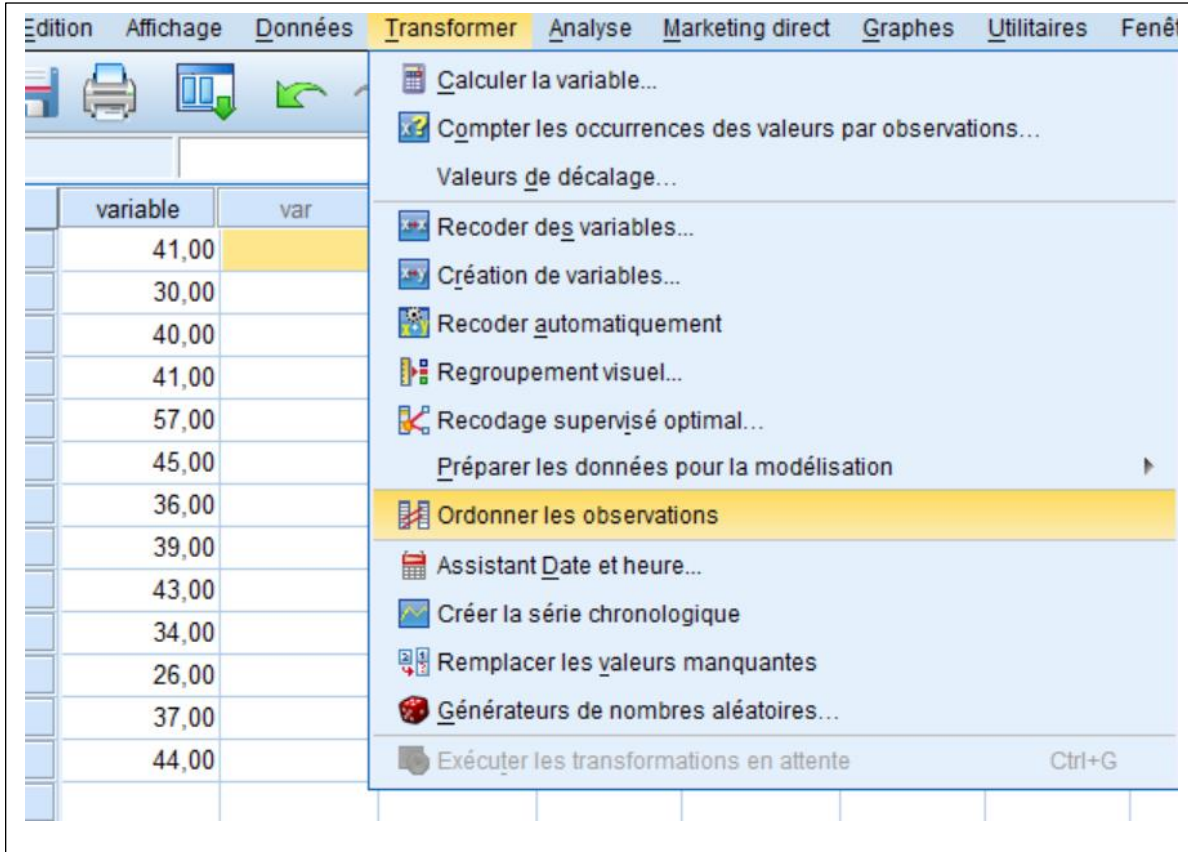 Edition Affichage Données Transformer Analyse Marketing direct Graphes Utilitaires Fenêt
Calculer la variable...
Compter les occurrences des valeurs par observations...
Valeurs de décalage...
variable var
Recoder des variables...
41,00
Création de variables...
30,00
Recoder automatiquement
40,00
Regroupement visuel...
41,00
Recodage supervisé optimal...
57,00
Préparer les données pour la modélisation
45,00
Ordonner les observations
36,00
Assistant Date et heure...
39,00
Créer la série chronologique
43,00
Remplacer les valeurs manquantes
34,00
Générateurs de nombres aléatoires...
26,00
37,00
Exécuter les transformations en attente Ctrl+G
44,00